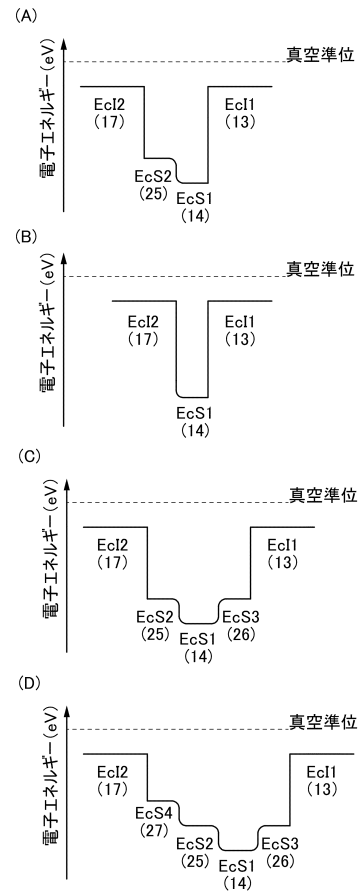 (A)
真空準位
電子エネルギー(eV)
EcI2
(17)
EcI1
(13)
EcS2
(25)
EcS1
(14)
(B)
真空準位
電子エネルギー(eV)
EcI2
(17)
EcI1
(13)
EcS1
(14)
(C)
真空準位
電子エネルギー(eV)
EcI2
(17)
EcI1
(13)
EcS2
(25)
EcS1
(14)
EcS3
(26)
(D)
真空準位
電子エネルギー(eV)
EcI2
(17)
EcI1
(13)
EcS4
(27)
EcS2
(25)
EcS1
(14)
EcS3
(26)